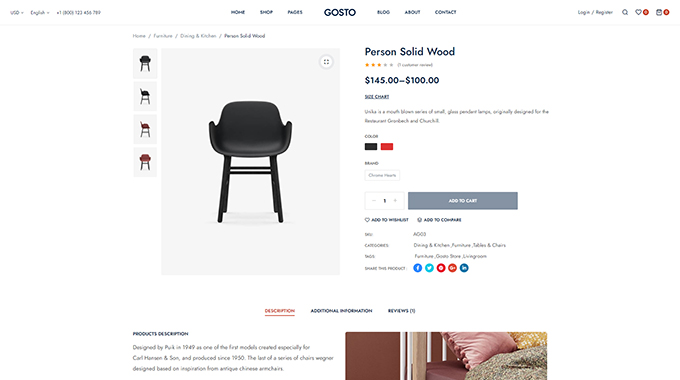 USD English +1 (800) 123 456 789 HOME SHOP PAGES GOSTO BLOG ABOUT CONTACT Login / Register 0 0
Home / Furniture / Dining & Kitchen / Person Solid Wood
Person Solid Wood
(1 customer review)
$145.00–$100.00
SIZE CHART
Unike is a mouth blown series of small, glass pendant lamps, originally designed for the
Restaurant Gronbech and Churchill.
COLOR
BRAND
Chrome Hearts
− 1 + ADD TO CART
ADD TO WISHLIST ADD TO COMPARE
SKU: AG03
CATEGORIES: Dining & Kitchen ,Furniture ,Tables & Chairs
TAGS: Furniture ,Gosto Store ,Livingroom
SHARE THIS PRODUCT:
DESCRIPTION ADDITIONAL INFORMATION REVIEWS (1)
PRODUCTS DESCRIPTION
Designed by Puik in 1949 as one of the first models created especially for
Carl Hansen & Son, and produced since 1950. The last of a series of chairs wegner
designed based on inspiration from antique chinese armchairs.